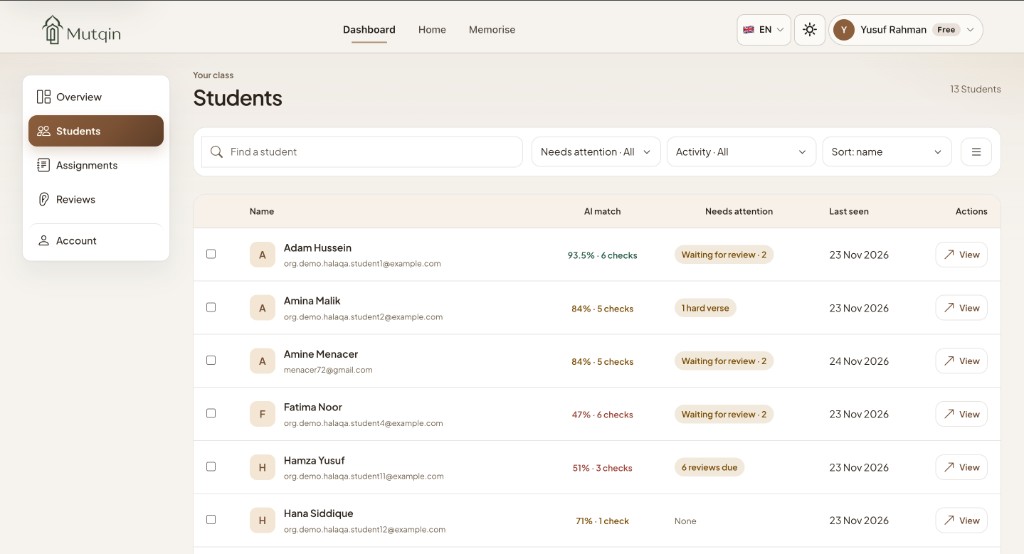 Mutqin
Dashboard
Home
Memorise
EN
Y
Yusuf Rahman
Free
Overview
Students
Assignments
Reviews
Account
Your class
Students
13 Students
Find a student
Needs attention · All
Activity · All
Sort: name
Name
AI match
Needs attention
Last seen
Actions
A
Adam Hussein
org.demo.halaqa.student1@example.com
93.5% · 6 checks
Waiting for review · 2
23 Nov 2026
View
A
Amina Malik
org.demo.halaqa.student2@example.com
84% · 5 checks
1 hard verse
23 Nov 2026
View
A
Amine Menacer
menacer72@gmail.com
84% · 5 checks
Waiting for review · 2
24 Nov 2026
View
F
Fatima Noor
org.demo.halaqa.student4@example.com
47% · 6 checks
Waiting for review · 2
23 Nov 2026
View
H
Hamza Yusuf
org.demo.halaqa.student11@example.com
51% · 3 checks
6 reviews due
23 Nov 2026
View
H
Hana Siddique
org.demo.halaqa.student12@example.com
71% · 1 check
None
23 Nov 2026
View